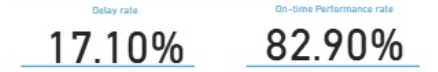 Delay rate
17.10%
On-time Performance rate
82.90%